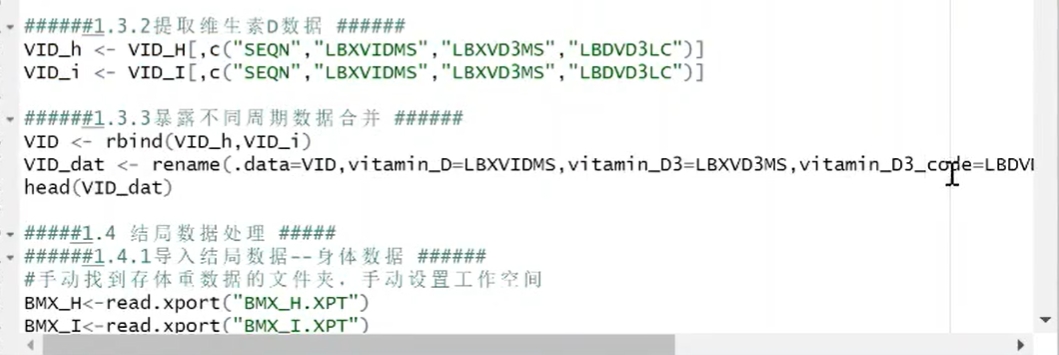 ######1.3.2提取维生素D数据 ######
VID_h <- VID_H[,c("SEQN","LBXVIDMS","LBXVD3MS","LBDVD3LC")]
VID_i <- VID_I[,c("SEQN","LBXVIDMS","LBXVD3MS","LBDVD3LC")]
######1.3.3暴露不同周期数据合并 ######
VID <- rbind(VID_h,VID_i)
VID_dat <- rename(.data=VID,vitamin_D=LBXVIDMS,vitamin_D3=LBXVD3MS,vitamin_D3_code=LBDV
head(VID_dat)
#####1.4 结局数据处理 #####
######1.4.1导入结局数据--身体数据 ######
#手动找到存体重数据的文件夹，手动设置工作空间
BMX_H<-read.xport("BMX_H.XPT")
BMX_I<-read.xport("BMX_I.XPT")